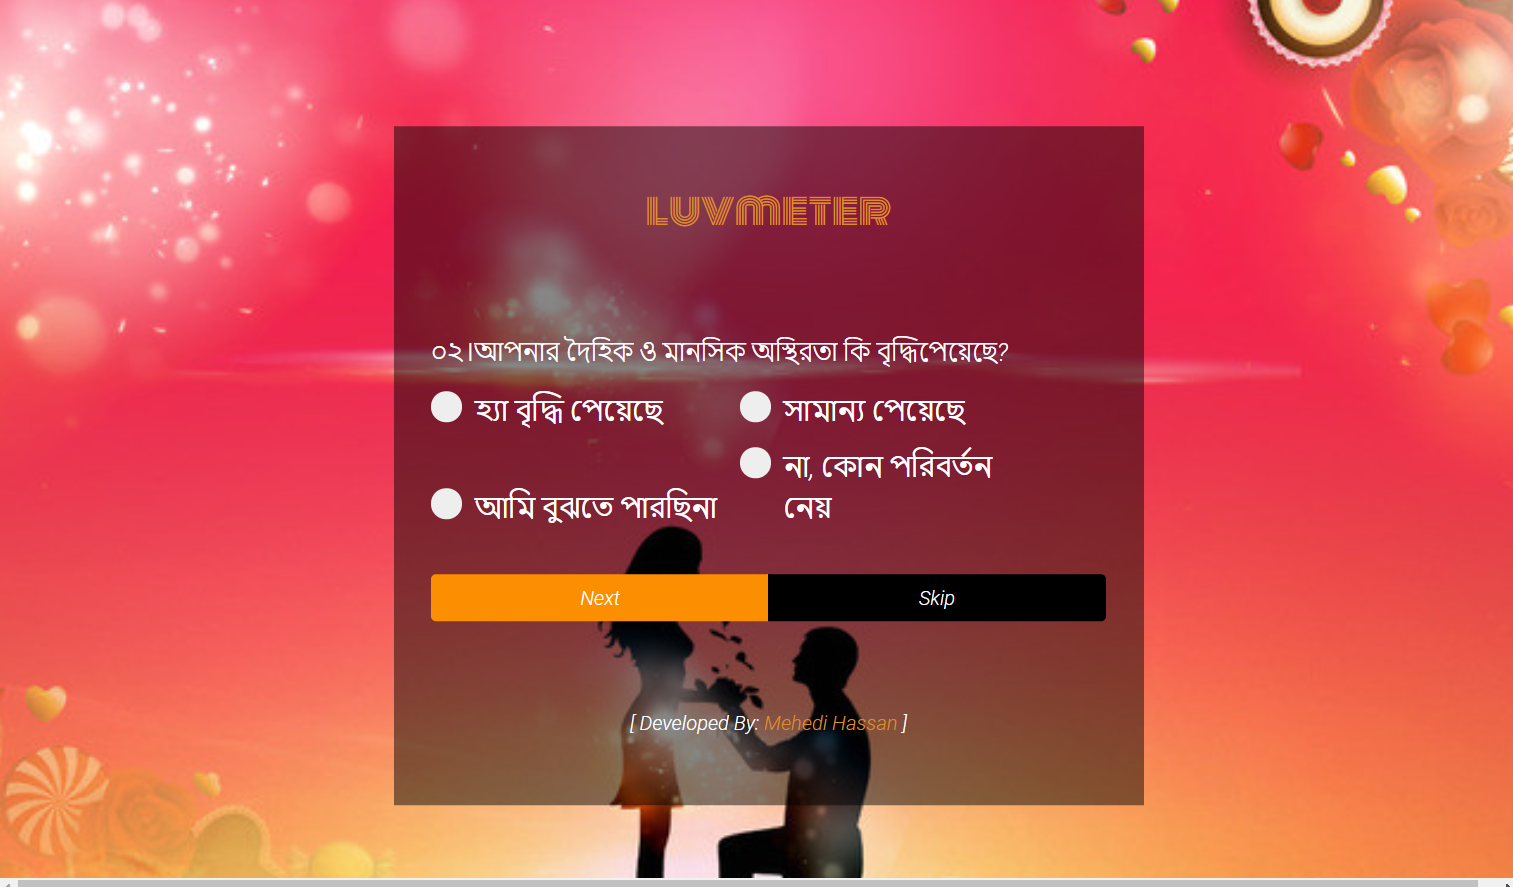 LUVMETER
০২।আপনার দৈহিক ও মানসিক অস্থিরতা কি বৃদ্ধিপেয়েছে?
হ্যা বৃদ্ধি পেয়েছে
সামান্য পেয়েছে
আমি বুঝতে পারছিনা
না, কোন পরিবর্তন
নেয়
Next
Skip
[ Developed By: Mehedi Hassan ]